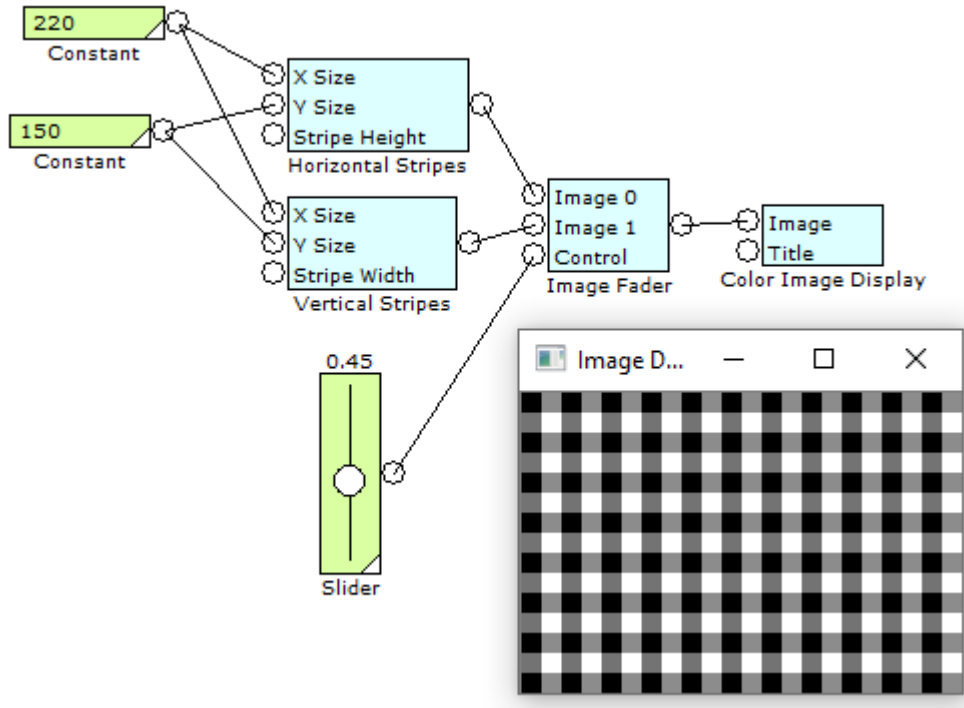 220
Constant
150
Constant
X Size
Y Size
Stripe Height
Horizontal Stripes
X Size
Y Size
Stripe Width
Vertical Stripes
Image 0
Image 1
Control
Image Fader
Image
Title
Color Image Display
0.45
Slider
Image D...